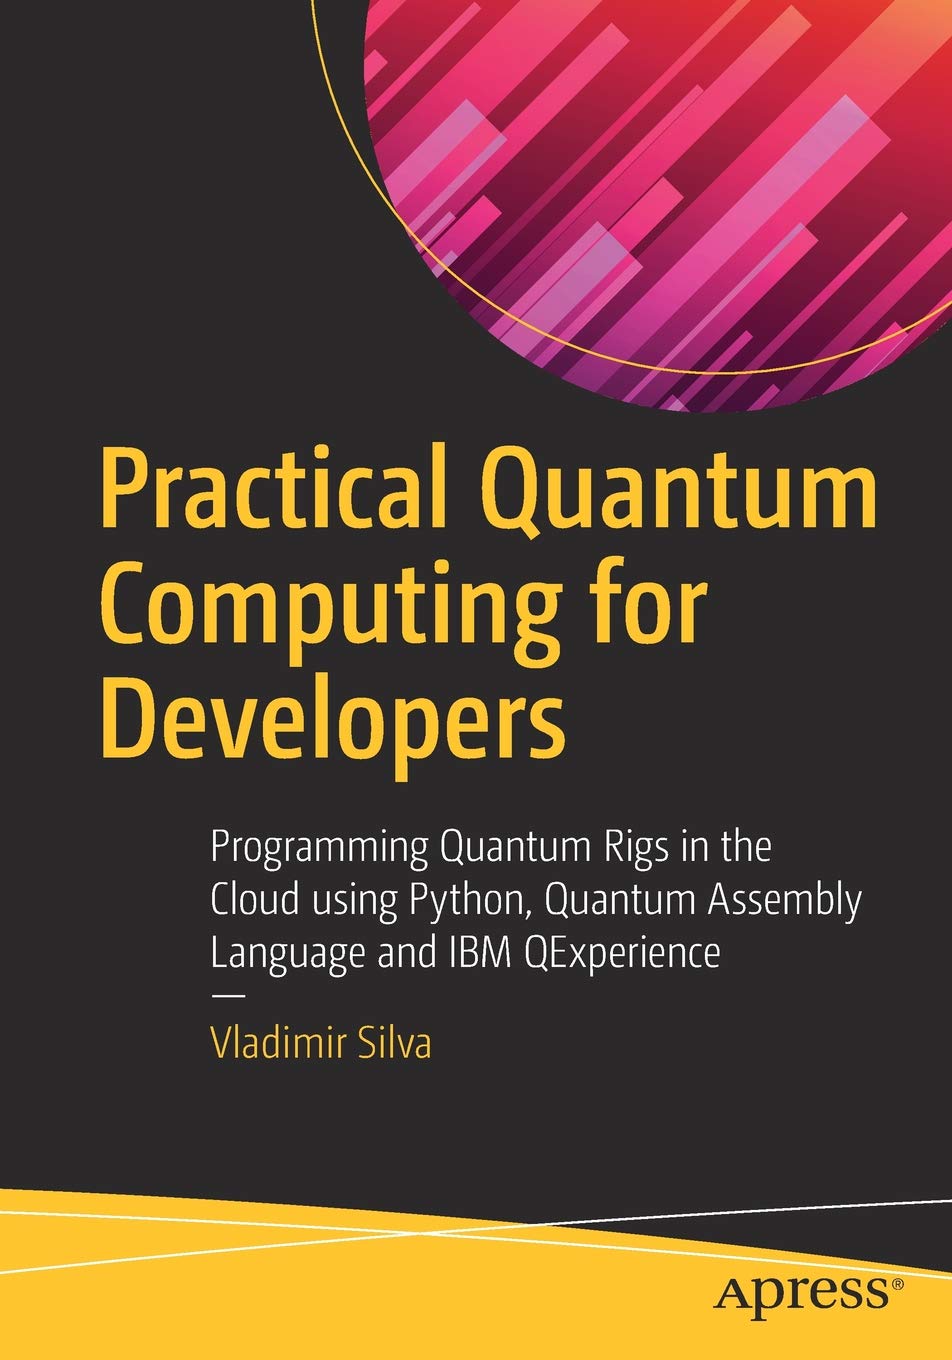 Practical Quantum
Computing for
Developers
Programming Quantum Rigs in the
Cloud using Python, Quantum Assembly
Language and IBM QExperience
Vladimir Silva
Apress®